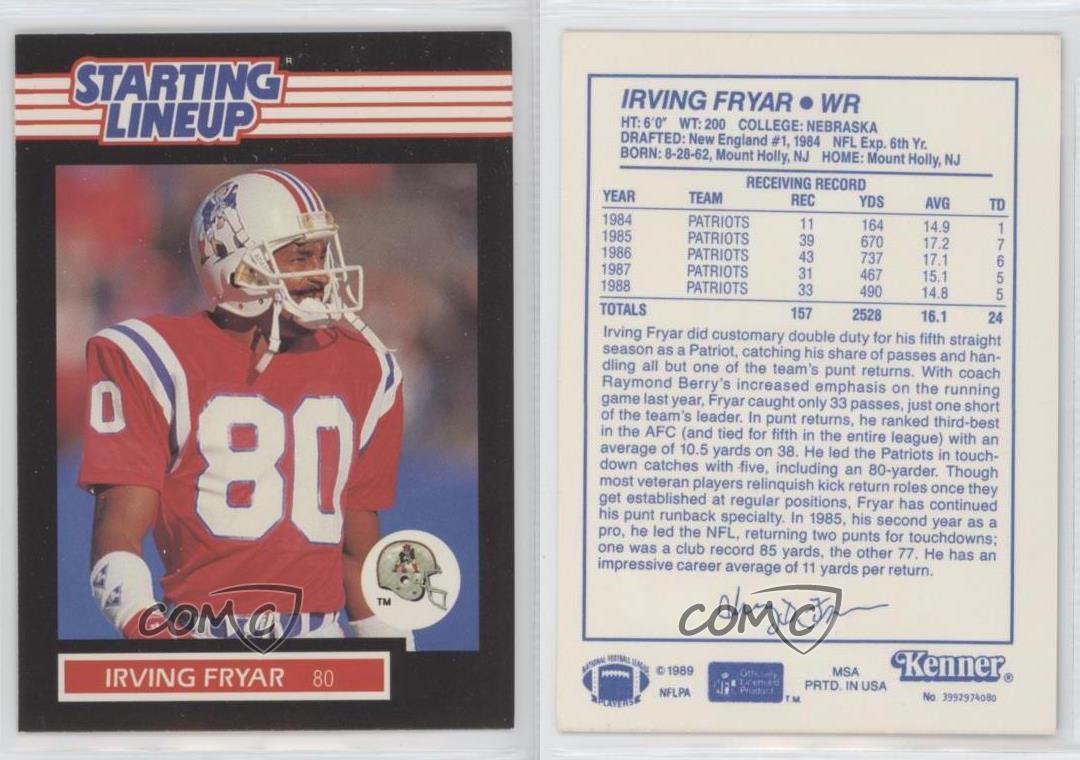 STARTING
LINEUP
®
0
80
TM
IRVING FRYAR 80
COMC
IRVING FRYAR • WR
HT: 6'0" WT: 200 COLLEGE: NEBRASKA
DRAFTED: New England #1, 1984 NFL Exp. 6th Yr.
BORN: 8-28-62, Mount Holly, NJ HOME: Mount Holly, NJ
RECEIVING RECORD
YEAR TEAM REC YDS AVG TD
1984 PATRIOTS 11 164 14.9 1
1985 PATRIOTS 39 670 17.2 7
1986 PATRIOTS 43 737 17.1 6
1987 PATRIOTS 31 467 15.1 5
1988 PATRIOTS 33 490 14.8 5
TOTALS 157 2528 16.1 24
Irving Fryar did customary double duty for his fifth straight
season as a Patriot, catching his share of passes and han-
dling all but one of the team's punt returns. With coach
Raymond Berry's increased emphasis on the running
game last year, Fryar caught only 33 passes, just one short
of the team's leader. In punt returns, he ranked third-best
in the AFC (and tied for fifth in the entire league) with an
average of 10.5 yards on 38. He led the Patriots in touch-
down catches with five, including an 80-yarder. Though
most veteran players relinquish kick return roles once they
get established at regular positions, Fryar has continued
his punt runback specialty. In 1985, his second year as a
pro, he led the NFL, returning two punts for touchdowns;
one was a club record 85 yards, the other 77. He has an
impressive career average of 11 yards per return.
COMC
NATIONAL FOOTBALL LEAGUE
PLAYERS
© 1989
NFLPA
NFL
Officially
Licensed
Product
T.M.
MSA
PRTD. IN USA
Kenner®
No. 3992974080